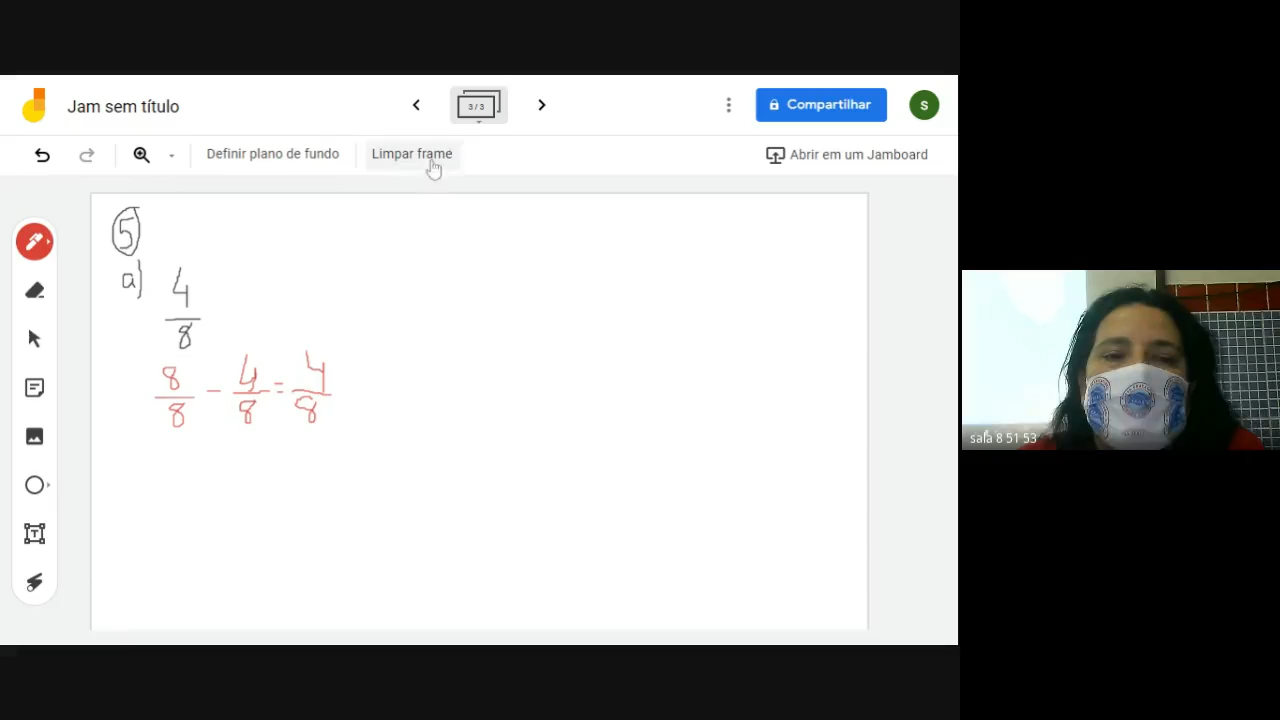 Jam sem título
3 / 3
Compartilhar
S
Definir plano de fundo
Limpar frame
Abrir em um Jamboard
5
a) 4
8
8/8 - 4/8 = 4/8
T
sala 8 51 53